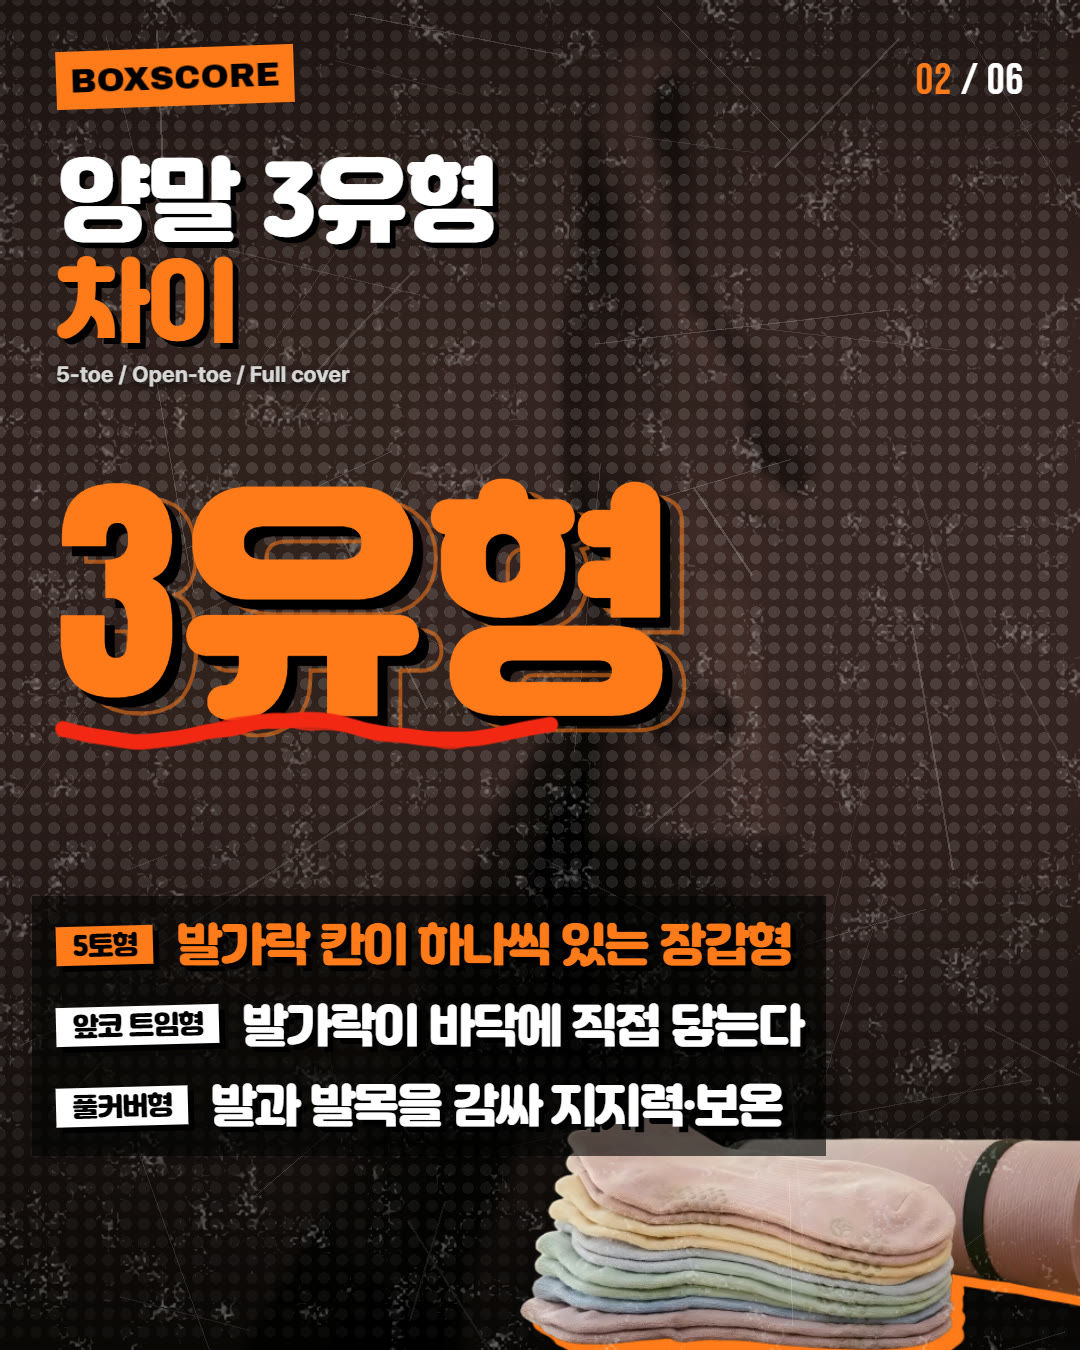 BOXSCORE
02 / 06
양말 3유형
차이
5-toe / Open-toe / Full cover
3유형
5토형 발가락 칸이 하나씩 있는 장갑형
앞코 트임형 발가락이 바닥에 직접 닿는다
풀커버형 발과 발목을 감싸 지지력·보온